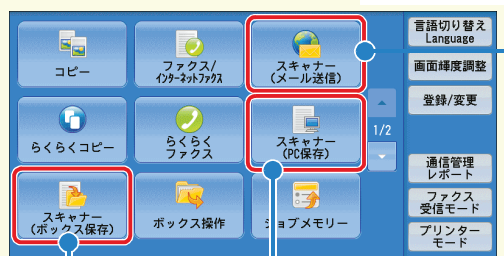 コピー
ファクス/
インターネットファクス
スキャナー
(メール送信)
らくらくコピー
らくらく
ファクス
スキャナー
(PC保存)
スキャナー
(ボックス保存)
ボックス操作
ジョブメモリー
1/2
言語切り替え
Language
画面輝度調整
登録/変更
通信管理
レポート
ファクス
受信モード
プリンター
モード